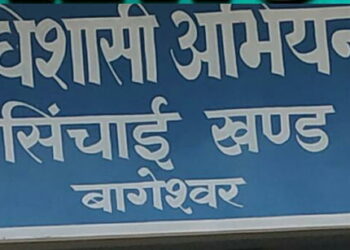 धिशासी अभियन
सिंचाई खण्ड
बागेश्वर